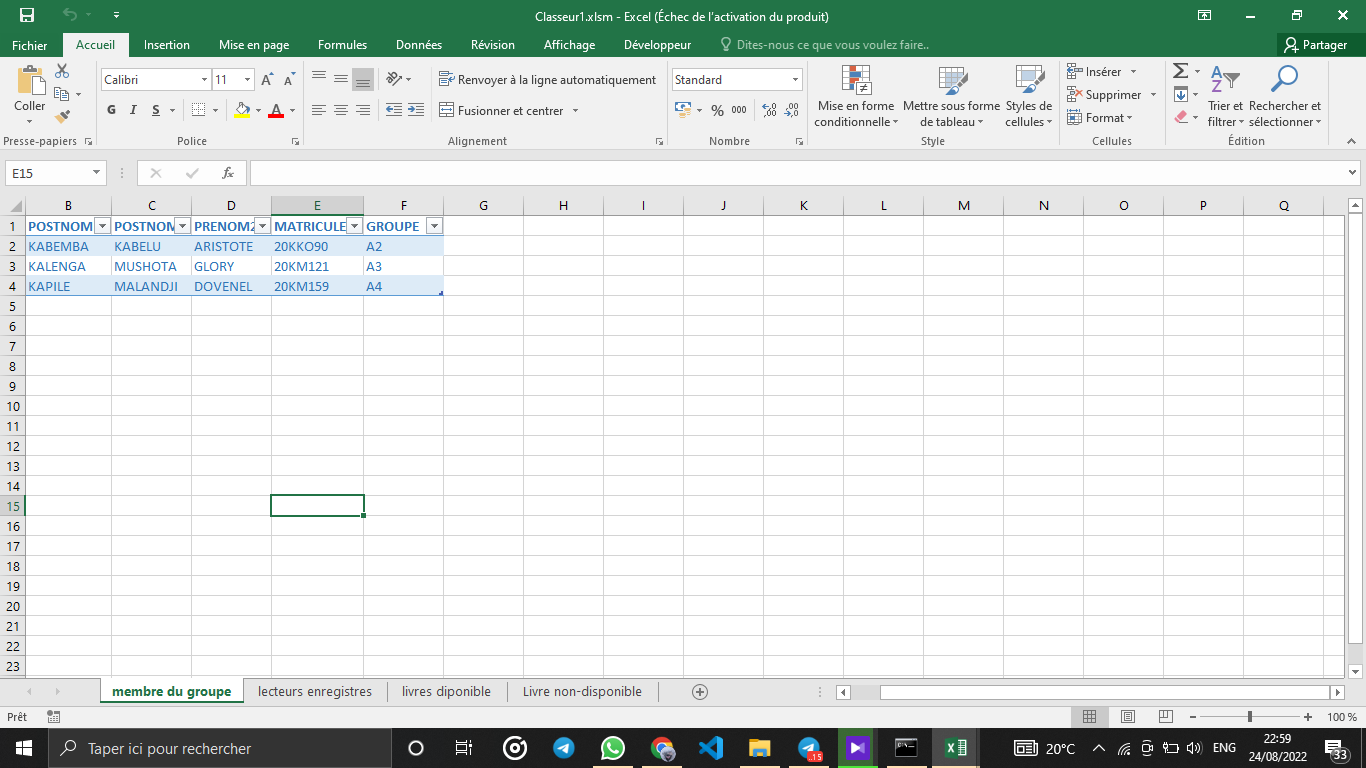 Classeur1.xlsm - Excel (Échec de l'activation du produit)
Fichier Accueil Insertion Mise en page Formules Données Révision Affichage Développeur Dites-nous ce que vous voulez faire.. Partager
Coller
Presse-papiers
Calibri 11
G I S
Police
Renvoyer à la ligne automatiquement
Fusionner et centrer
Alignement
Standard
% 000
Nombre
Mise en forme conditionnelle
Mettre sous forme de tableau
Styles de cellules
Style
Insérer
Supprimer
Format
Cellules
Trier et filtrer
Rechercher et sélectionner
Édition
E15 fx
B C D E F G H I J K L M N O P Q
1 POSTNOM POSTNOM PRENOM2 MATRICULE GROUPE
2 KABEMBA KABELU ARISTOTE 20KKO90 A2
3 KALENGA MUSHOTA GLORY 20KM121 A3
4 KAPILE MALANDJI DOVENEL 20KM159 A4
5
6
7
8
9
10
11
12
13
14
15
16
17
18
19
20
21
22
23
membre du groupe lecteurs enregistres livres diponible Livre non-disponible
Prêt 100 %
Taper ici pour rechercher ..15 20°C ENG 22:59
24/08/2022 33